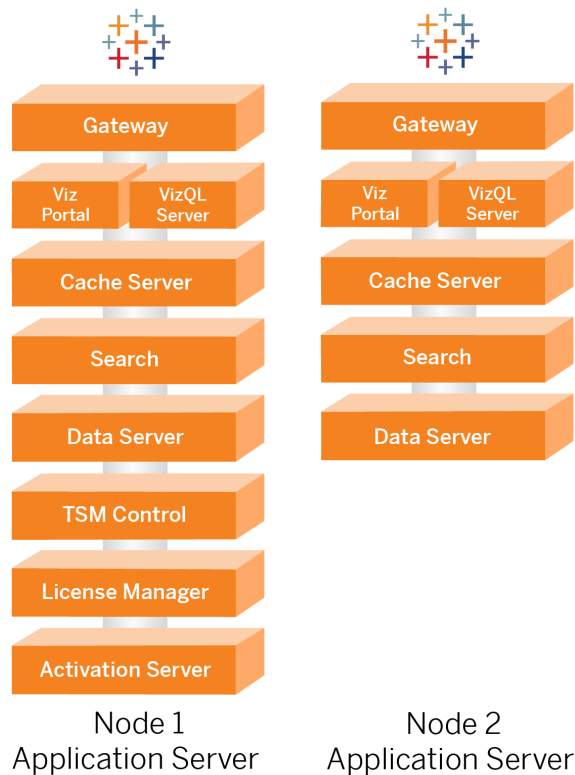 Gateway
Viz
Portal
VizQL
Server
Cache Server
Search
Data Server
TSM Control
License Manager
Activation Server
Node 1
Application Server
Gateway
Viz
Portal
VizQL
Server
Cache Server
Search
Data Server
Node 2
Application Server